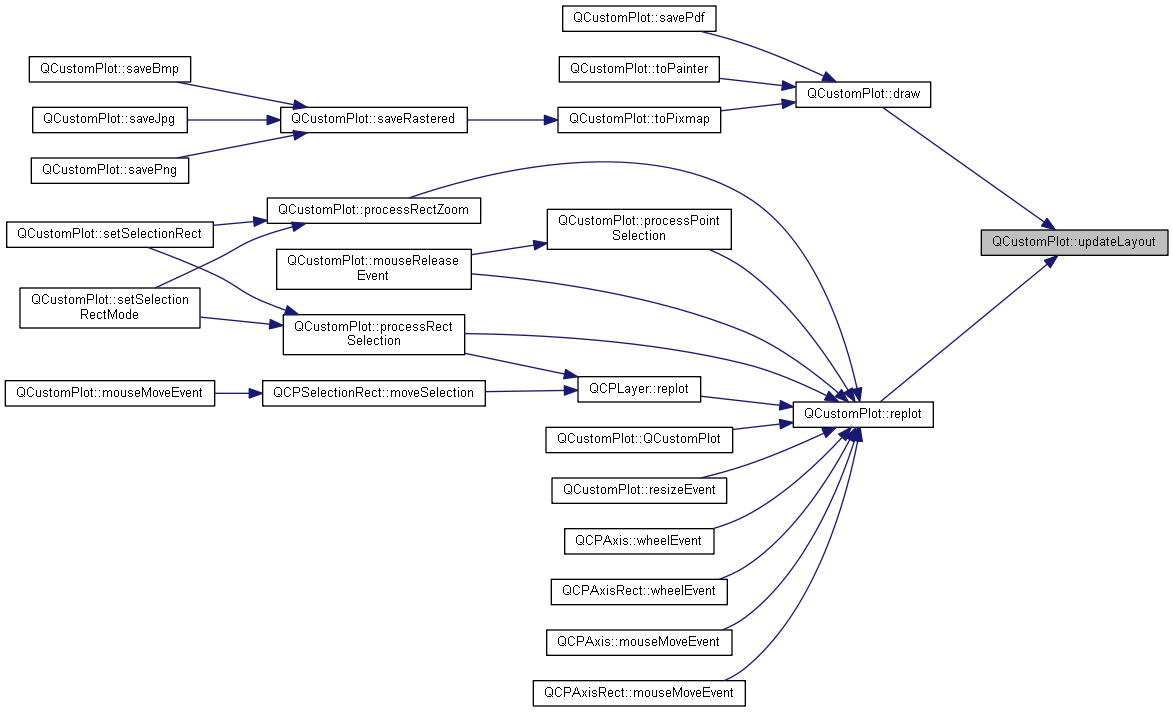 QCustomPlot::savePdf
QCustomPlot::saveBmp
QCustomPlot::toPainter
QCustomPlot::draw
QCustomPlot::saveJpg
QCustomPlot::saveRastered
QCustomPlot::toPixmap
QCustomPlot::savePng
QCustomPlot::processRectZoom
QCustomPlot::setSelectionRect
QCustomPlot::processPoint
Selection
QCustomPlot::updateLayout
QCustomPlot::mouseRelease
Event
QCustomPlot::setSelection
RectMode
QCustomPlot::processRect
Selection
QCustomPlot::mouseMoveEvent
QCPSelectionRect::moveSelection
QCPLayer::replot
QCustomPlot::replot
QCustomPlot::QCustomPlot
QCustomPlot::resizeEvent
QCPAxis::wheelEvent
QCPAxisRect::wheelEvent
QCPAxis::mouseMoveEvent
QCPAxisRect::mouseMoveEvent